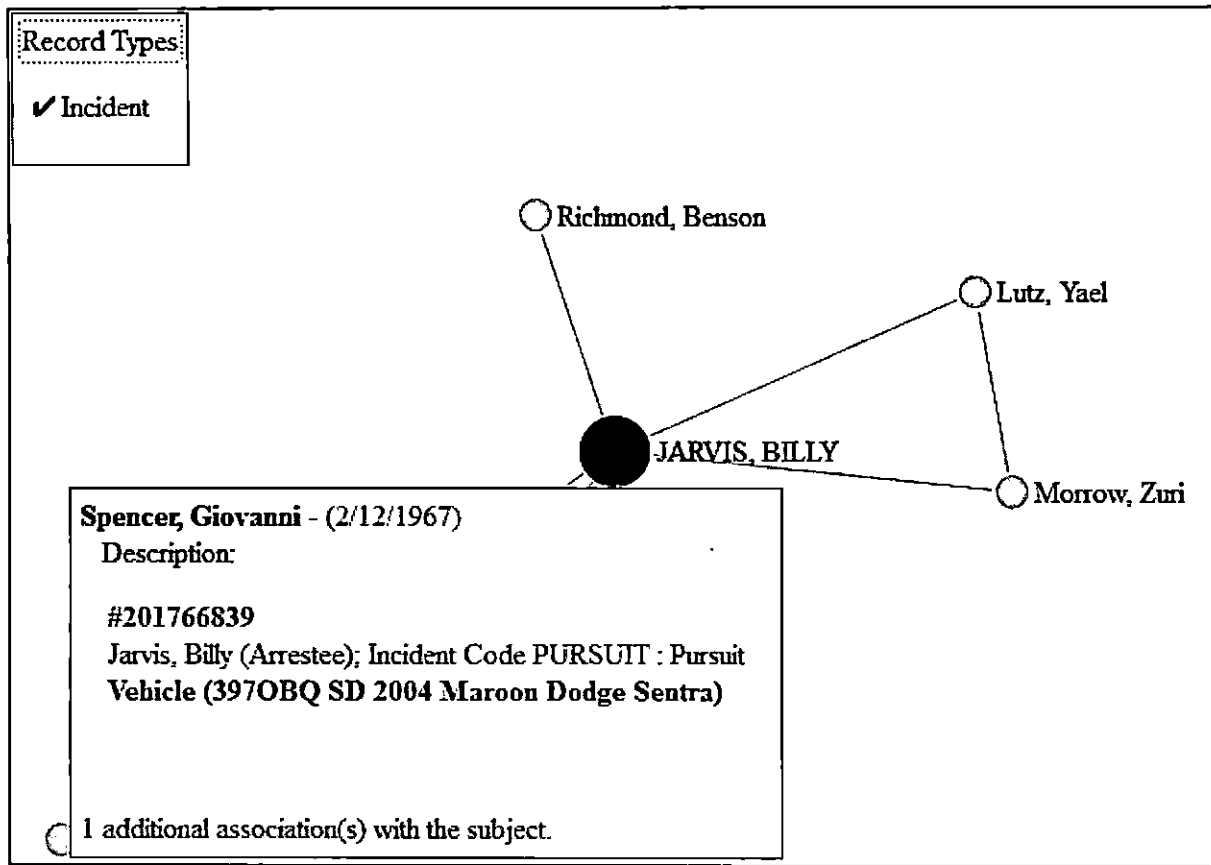 Record Types
✔ Incident
Richmond, Benson
Lutz, Yael
JARVIS, BILLY
Morrow, Zuri
Spencer, Giovanni - (2/12/1967)
Description:
#201766839
Jarvis, Billy (Arrestee); Incident Code PURSUIT : Pursuit
Vehicle (397OBQ SD 2004 Maroon Dodge Sentra)
1 additional association(s) with the subject.